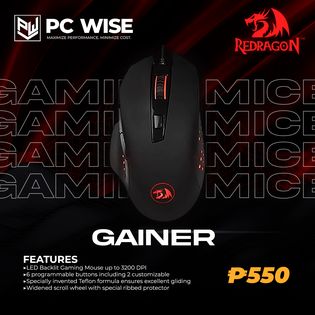 PC WISE
MAXIMIZE PERFORMANCE, MINIMIZE COST.
REDRAGON
GAMING MICE
GAMING MICE
GAMING MICE
GAMING MICE
GAINER
FEATURES
▸LED Backlit Gaming Mouse up to 3200 DPI
▸6 programmable buttons including 2 customizable
▸Specially invented Teflon formula ensures excellent gliding
▸Widened scroll wheel with special ribbed protector
₱550